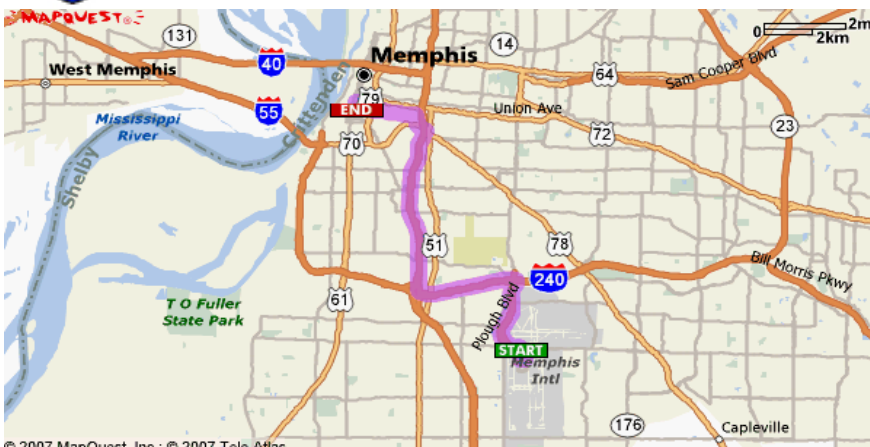 MAPQUEST
131
14
0 2m
2km
Memphis
40
64
Sam Cooper Blvd
West Memphis
Crittenden
79
END
Union Ave
55
Mississippi
River
23
72
70
Shelby
51
78
240
Bill Morris Pkwy
61
T O Fuller
State Park
Plough Blvd
START
Memphis
Intl
176
Capleville
© 2007 MapQuest, Inc.; © 2007 Tele Atlas